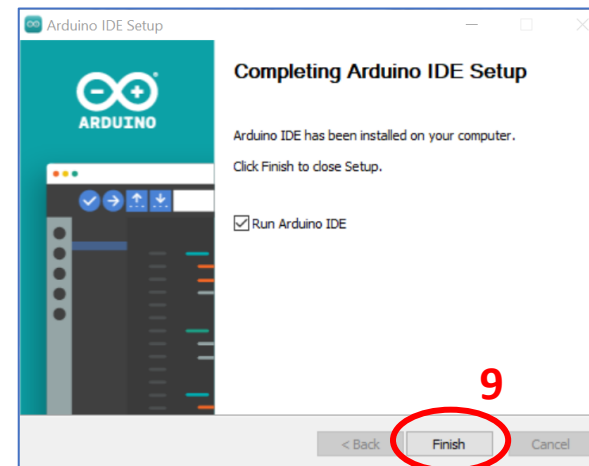 Arduino IDE Setup
Completing Arduino IDE Setup
ARDUINO
Arduino IDE has been installed on your computer.
Click Finish to close Setup.
Run Arduino IDE
9
< Back Finish Cancel